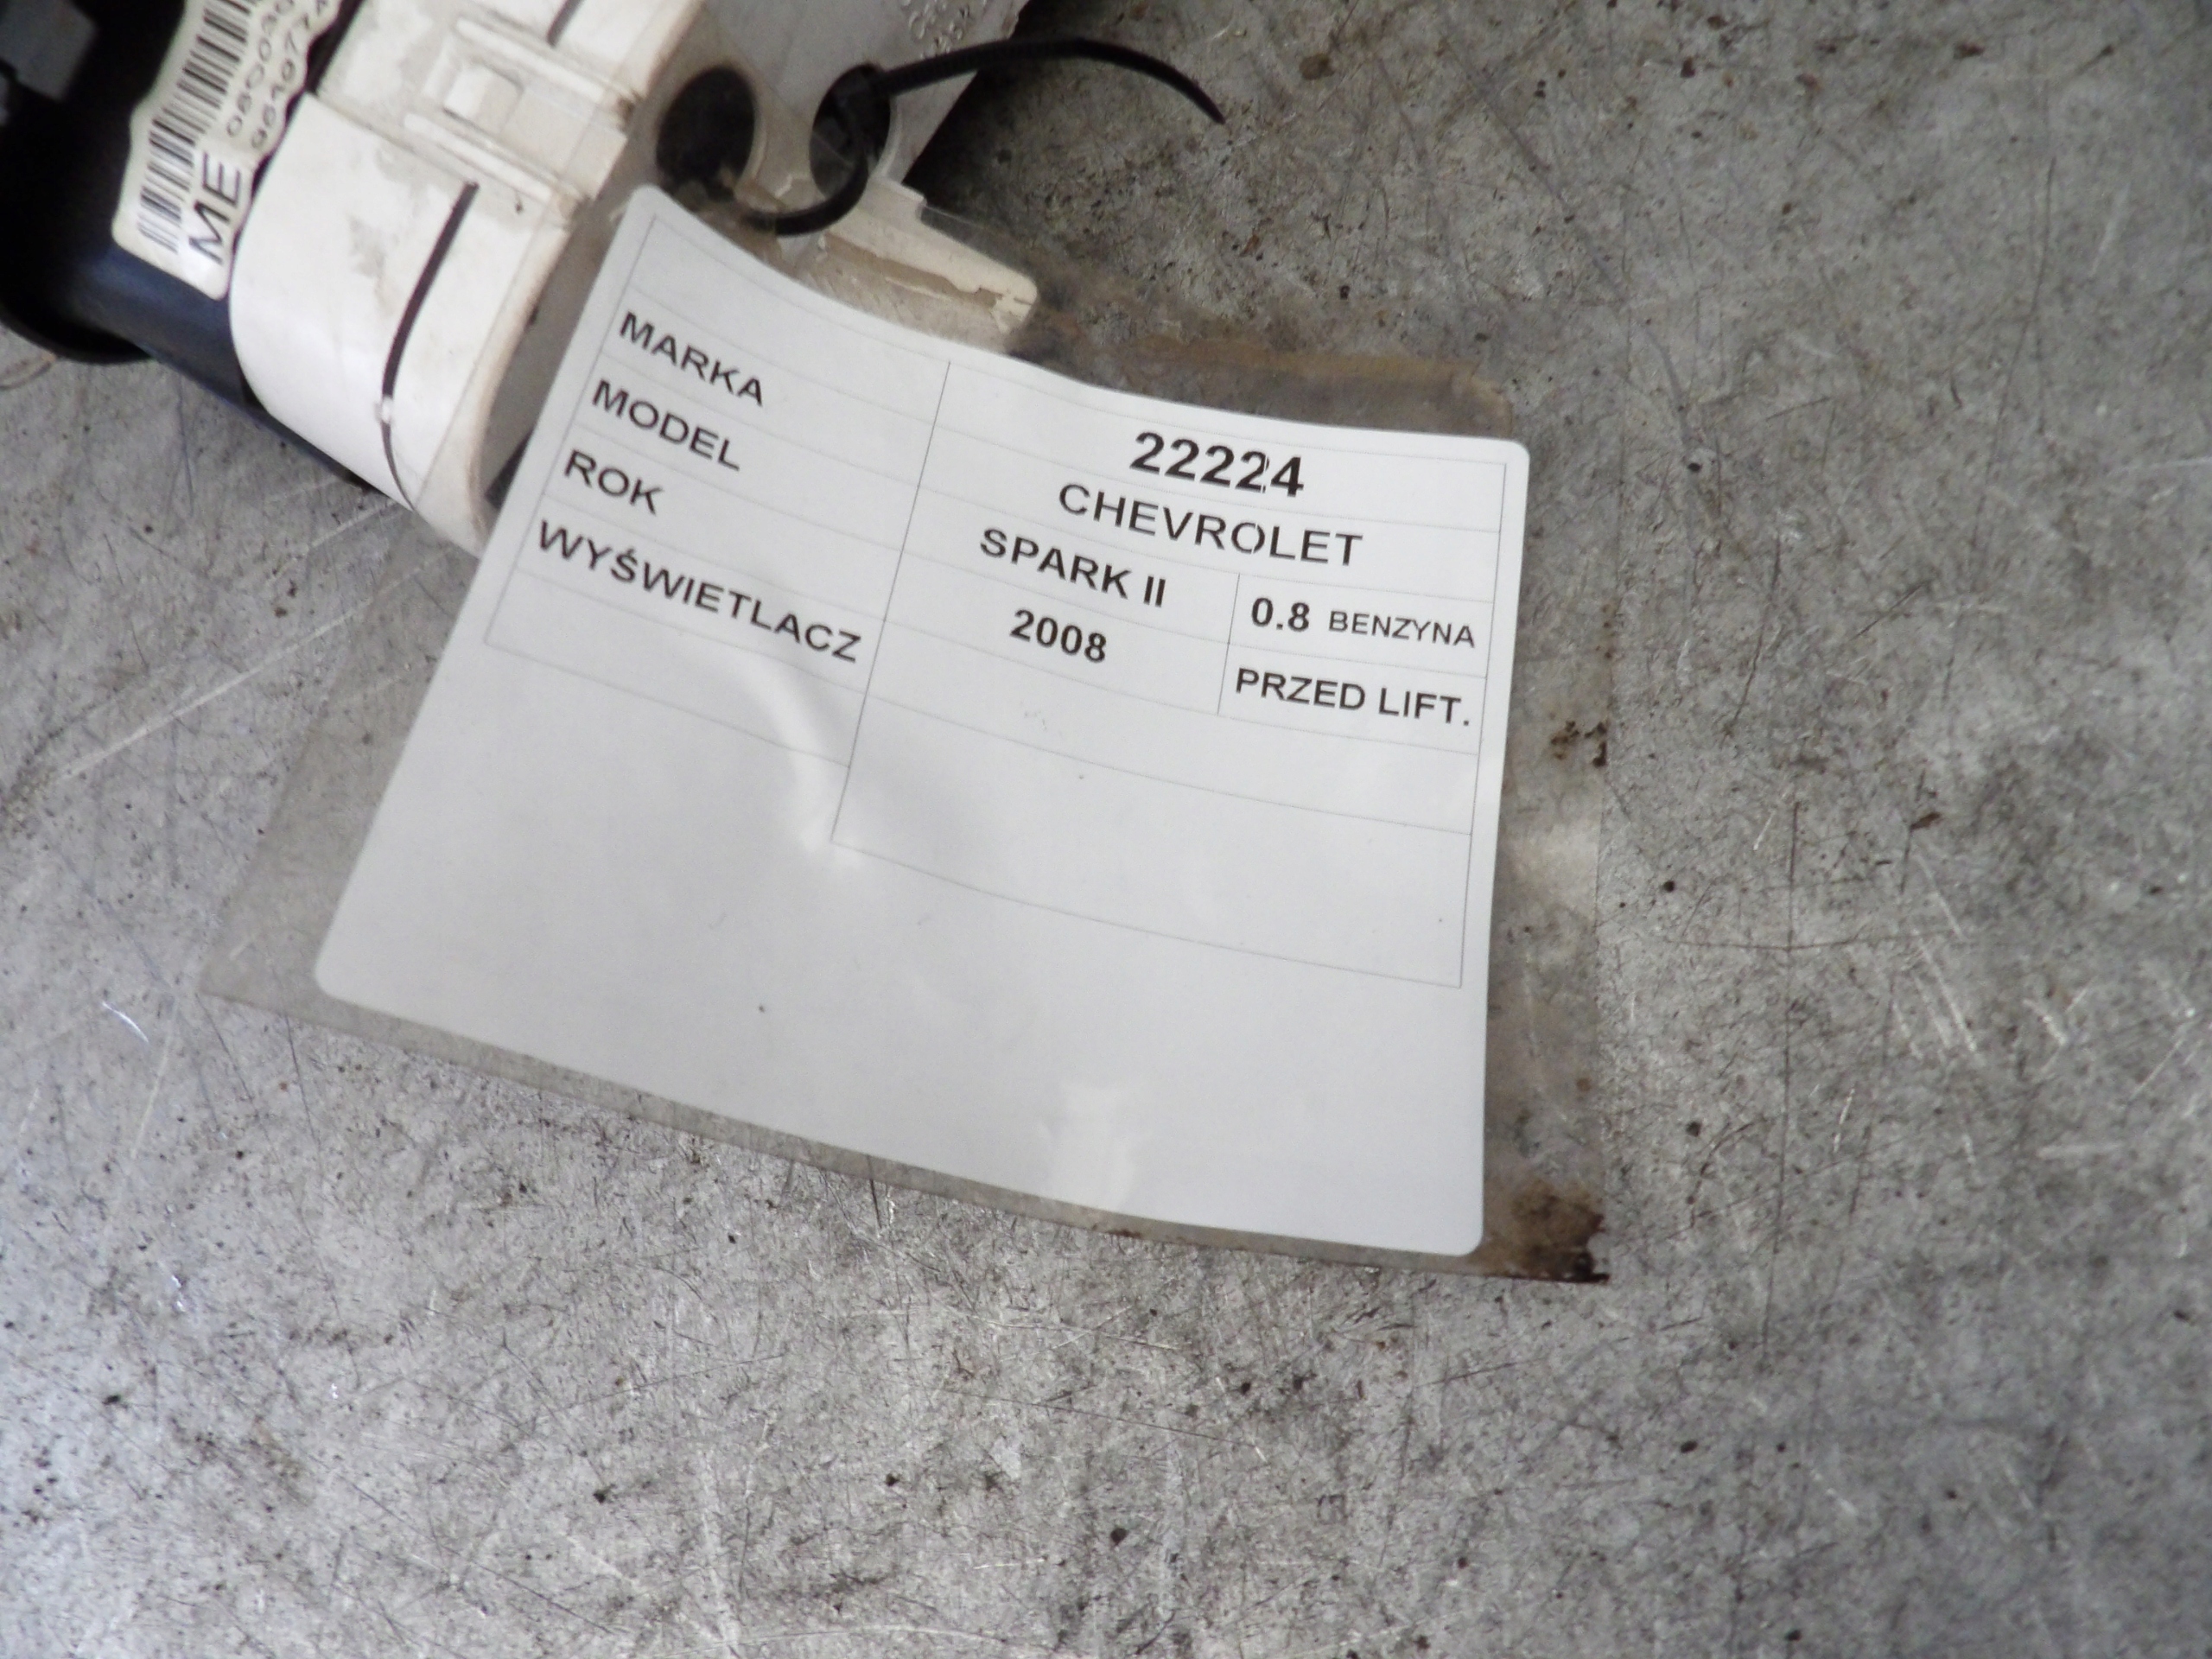 ME
22224
MARKA CHEVROLET
MODEL SPARK II 0.8 BENZYNA
ROK 2008 PRZED LIFT.
WYŚWIETLACZ